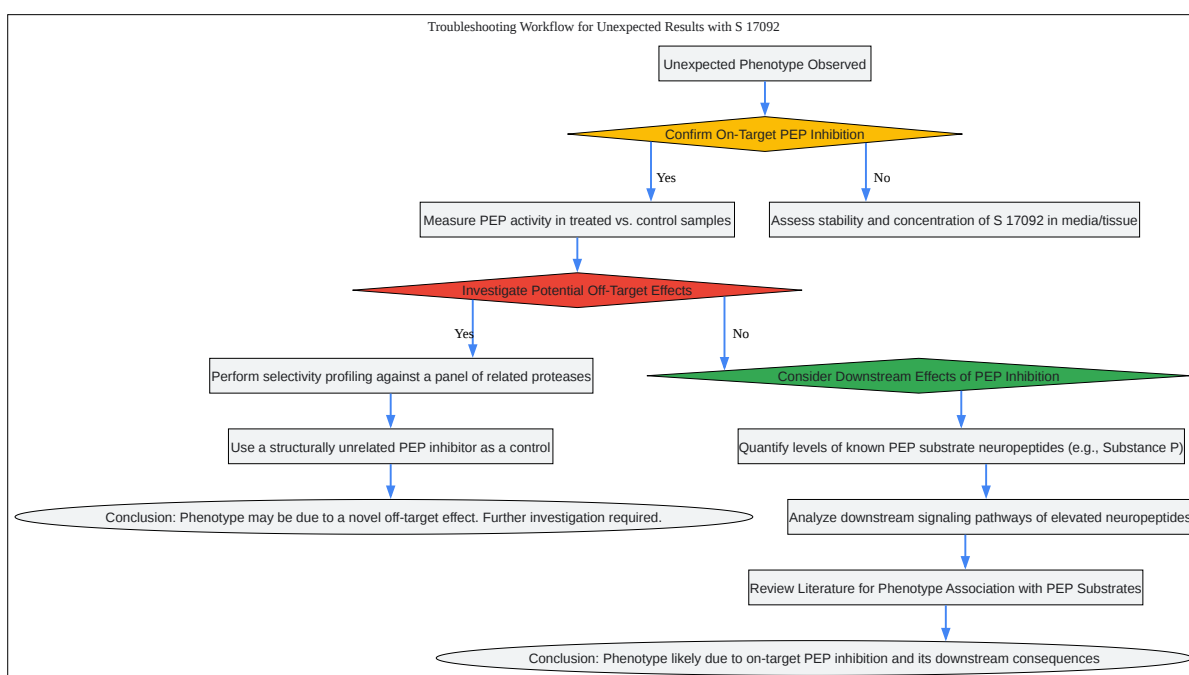 Troubleshooting Workflow for Unexpected Results with S 17092
Unexpected Phenotype Observed
Confirm On-Target PEP Inhibition
Yes
No
Measure PEP activity in treated vs. control samples
Assess stability and concentration of S 17092 in media/tissue
Investigate Potential Off-Target Effects
Yes
No
Perform selectivity profiling against a panel of related proteases
Consider Downstream Effects of PEP Inhibition
Use a structurally unrelated PEP inhibitor as a control
Quantify levels of known PEP substrate neuropeptides (e.g., Substance P)
Conclusion: Phenotype may be due to a novel off-target effect. Further investigation required.
Analyze downstream signaling pathways of elevated neuropeptides
Review Literature for Phenotype Association with PEP Substrates
Conclusion: Phenotype likely due to on-target PEP inhibition and its downstream consequences